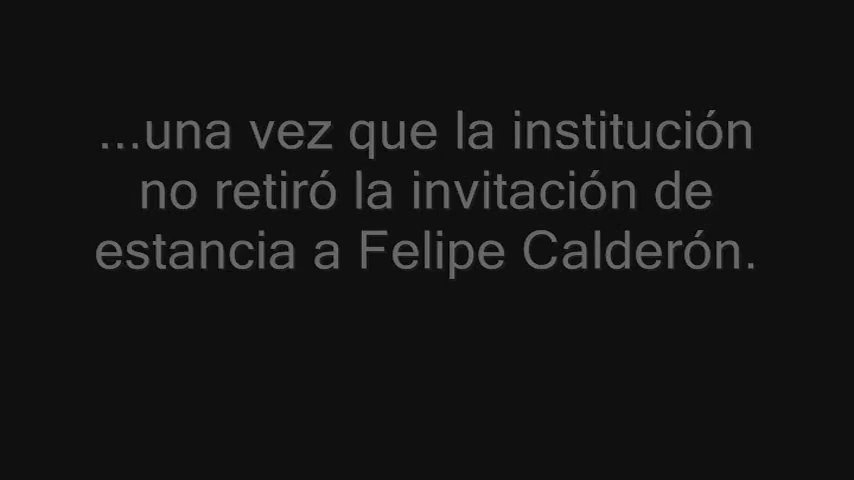 ...una vez que la institución
no retiró la invitación de
estancia a Felipe Calderón.